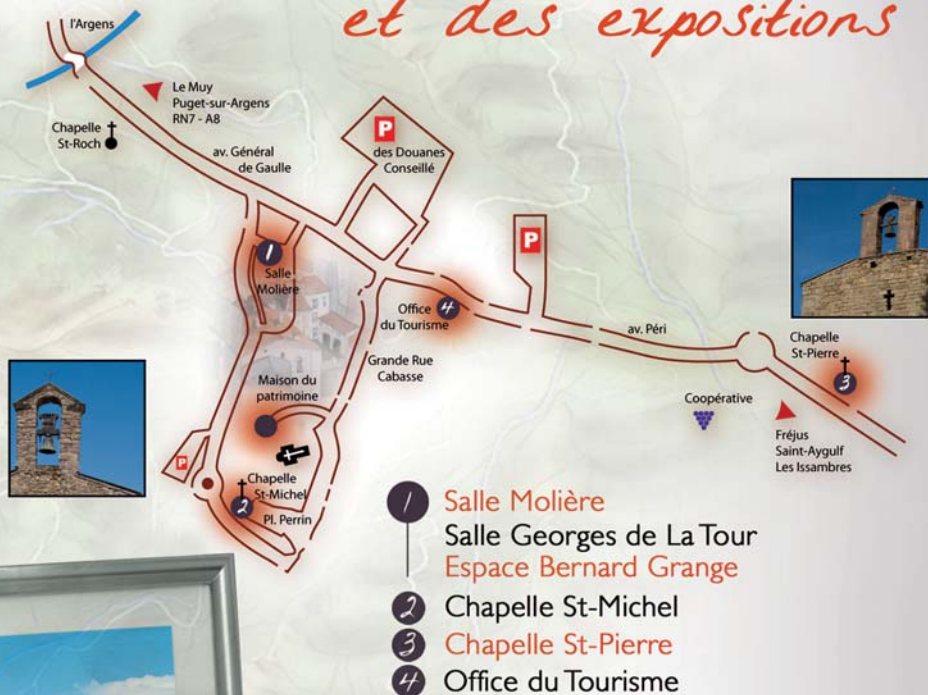 et des expositions
l'Argens
Le Muy
Puget-sur-Argens
RN7 - A8
Chapelle
St-Roch
av. Général
de Gaulle
P
des Douanes
Conseillé
P
1
Salle
Molière
Office
du Tourisme
4
av. Péri
Chapelle
St-Pierre
3
Grande Rue
Cabasse
Maison du
patrimoine
Coopérative
Fréjus
Saint-Aygulf
Les Issambres
P
Chapelle
St-Michel
2
Pl. Perrin
1 Salle Molière
Salle Georges de La Tour
Espace Bernard Grange
2 Chapelle St-Michel
3 Chapelle St-Pierre
4 Office du Tourisme